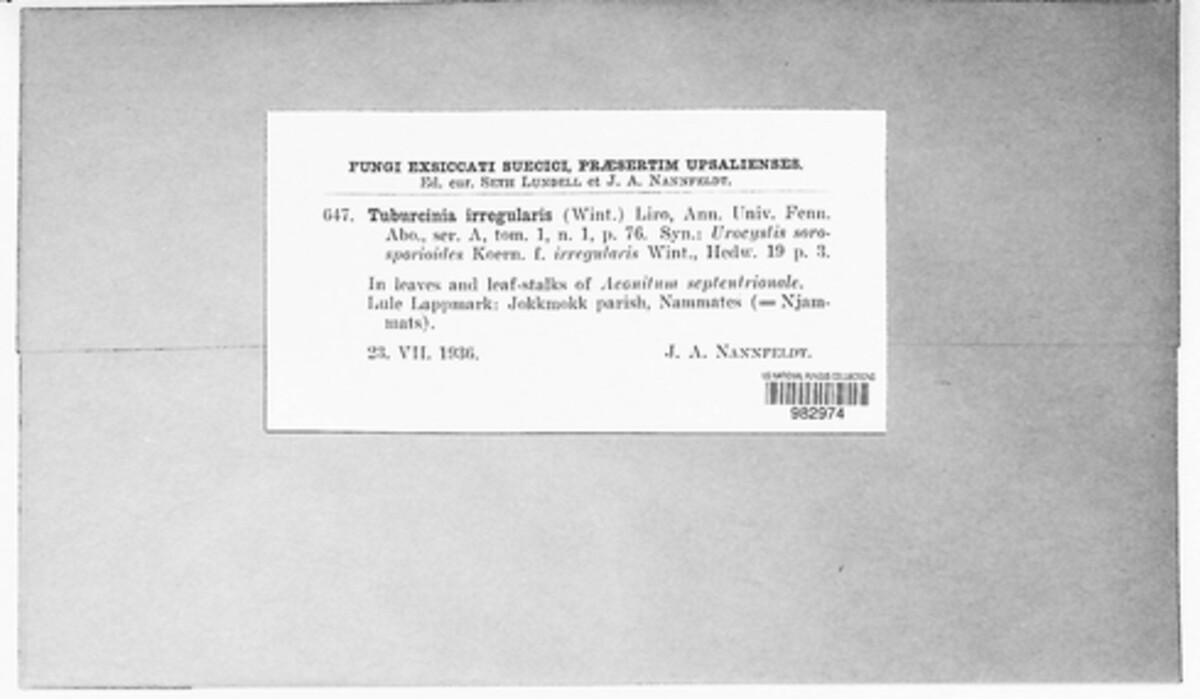 FUNGI EXSICCATI SUECICI, PRÆSERTIM UPSALIENSES.
Ed. cur. SETH LUNDELL et J. A. NANNFELDT.
647. Tuburcinia irregularis (Wint.) Liro, Ann. Univ. Fenn.
Abo., ser. A, tom. 1, n. 1, p. 76. Syn.: Urocystis soro-
sporioides Koern. f. irregularis Wint., Hedw. 19 p. 3.
In leaves and leaf-stalks of Aconitum septentrionale.
Lule Lappmark: Jokkmokk parish, Nammates (= Njam-
mats).
23. VII. 1936. J. A. NANNFELDT.
US NATIONAL FUNGUS COLLECTIONS
982974